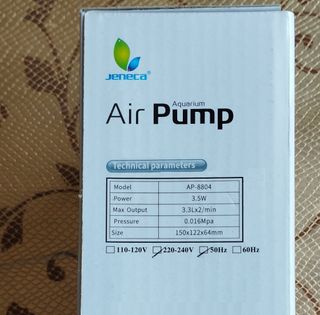 Jeneca®
Aquarium
Air Pump
Technical parameters
Model AP-8804
Power 3.5W
Max Output 3.3Lx2/min
Pressure 0.016Mpa
Size 150x122x64mm
110-120V 220-240V 50Hz 60Hz